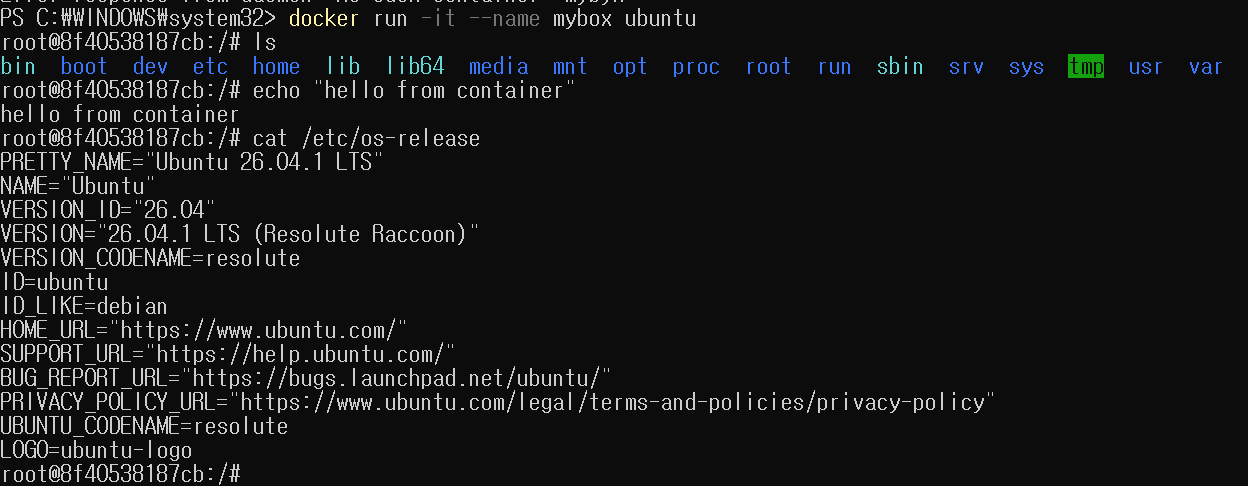 PS C:₩WINDOWS₩system32> docker run -it --name mybox ubuntu
root@8f40538187cb:/# ls
bin boot dev etc home lib lib64 media mnt opt proc root run sbin srv sys tmp usr var
root@8f40538187cb:/# echo "hello from container"
hello from container
root@8f40538187cb:/# cat /etc/os-release
PRETTY_NAME="Ubuntu 26.04.1 LTS"
NAME="Ubuntu"
VERSION_ID="26.04"
VERSION="26.04.1 LTS (Resolute Raccoon)"
VERSION_CODENAME=resolute
ID=ubuntu
ID_LIKE=debian
HOME_URL="https://www.ubuntu.com/"
SUPPORT_URL="https://help.ubuntu.com/"
BUG_REPORT_URL="https://bugs.launchpad.net/ubuntu/"
PRIVACY_POLICY_URL="https://www.ubuntu.com/legal/terms-and-policies/privacy-policy"
UBUNTU_CODENAME=resolute
LOGO=ubuntu-logo
root@8f40538187cb:/#